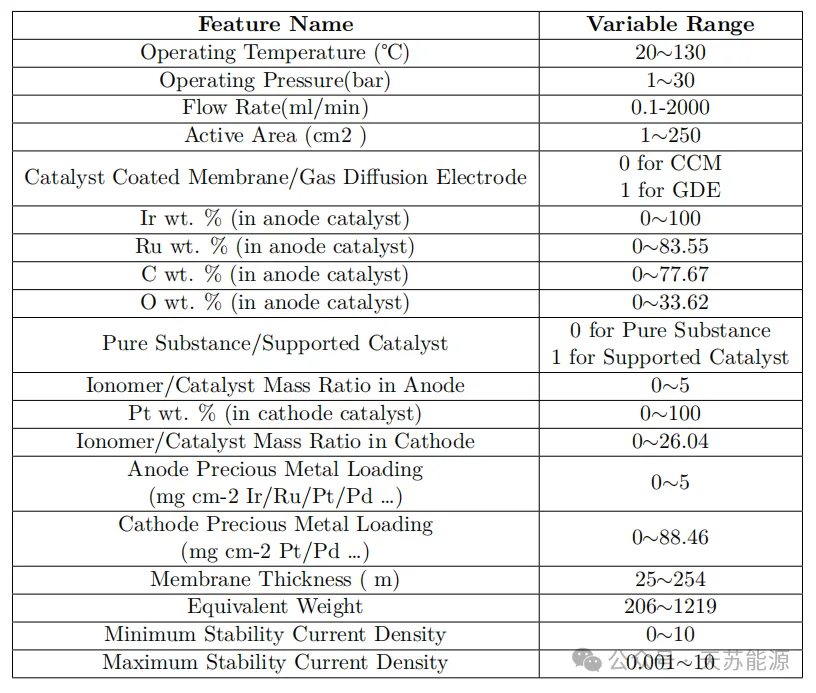 Feature Name Variable Range
Operating Temperature (℃) 20∼130
Operating Pressure(bar) 1∼30
Flow Rate(ml/min) 0.1-2000
Active Area (cm2 ) 1∼250
Catalyst Coated Membrane/Gas Diffusion Electrode 0 for CCM
1 for GDE
Ir wt. % (in anode catalyst) 0∼100
Ru wt. % (in anode catalyst) 0∼83.55
C wt. % (in anode catalyst) 0∼77.67
O wt. % (in anode catalyst) 0∼33.62
Pure Substance/Supported Catalyst 0 for Pure Substance
1 for Supported Catalyst
Ionomer/Catalyst Mass Ratio in Anode 0∼5
Pt wt. % (in cathode catalyst) 0∼100
Ionomer/Catalyst Mass Ratio in Cathode 0∼26.04
Anode Precious Metal Loading
(mg cm-2 Ir/Ru/Pt/Pd ...) 0∼5
Cathode Precious Metal Loading
(mg cm-2 Pt/Pd ...) 0∼88.46
Membrane Thickness ( m) 25∼254
Equivalent Weight 206∼1219
Minimum Stability Current Density 0∼10
Maximum Stability Current Density 0.001∼10
公众号 · 天苏能源